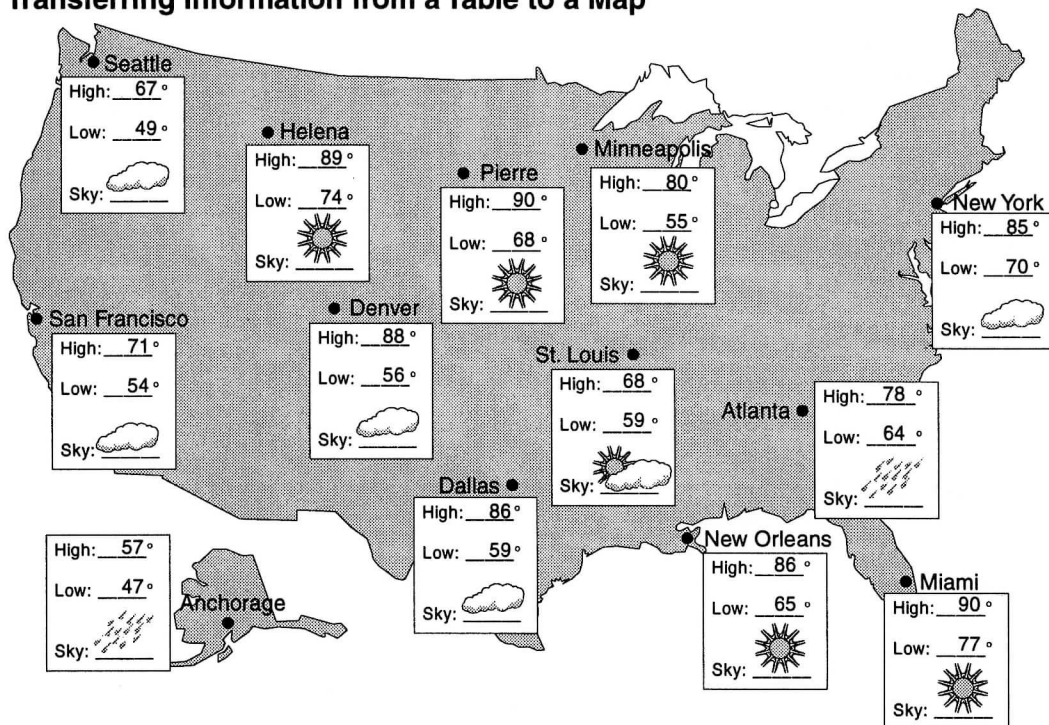 Transferring Information from a Table to a Map
Seattle
High: 67°
Low: 49°
Sky:
Helena
High: 89°
Low: 74°
Sky:
Pierre
High: 90°
Low: 68°
Sky:
Minneapolis
High: 80°
Low: 55°
Sky:
New York
High: 85°
Low: 70°
Sky:
San Francisco
High: 71°
Low: 54°
Sky:
Denver
High: 88°
Low: 56°
Sky:
St. Louis
High: 68°
Low: 59°
Sky:
Atlanta
High: 78°
Low: 64°
Sky:
Dallas
High: 86°
Low: 59°
Sky:
Anchorage
High: 57°
Low: 47°
Sky:
New Orleans
High: 86°
Low: 65°
Sky:
Miami
High: 90°
Low: 77°
Sky: